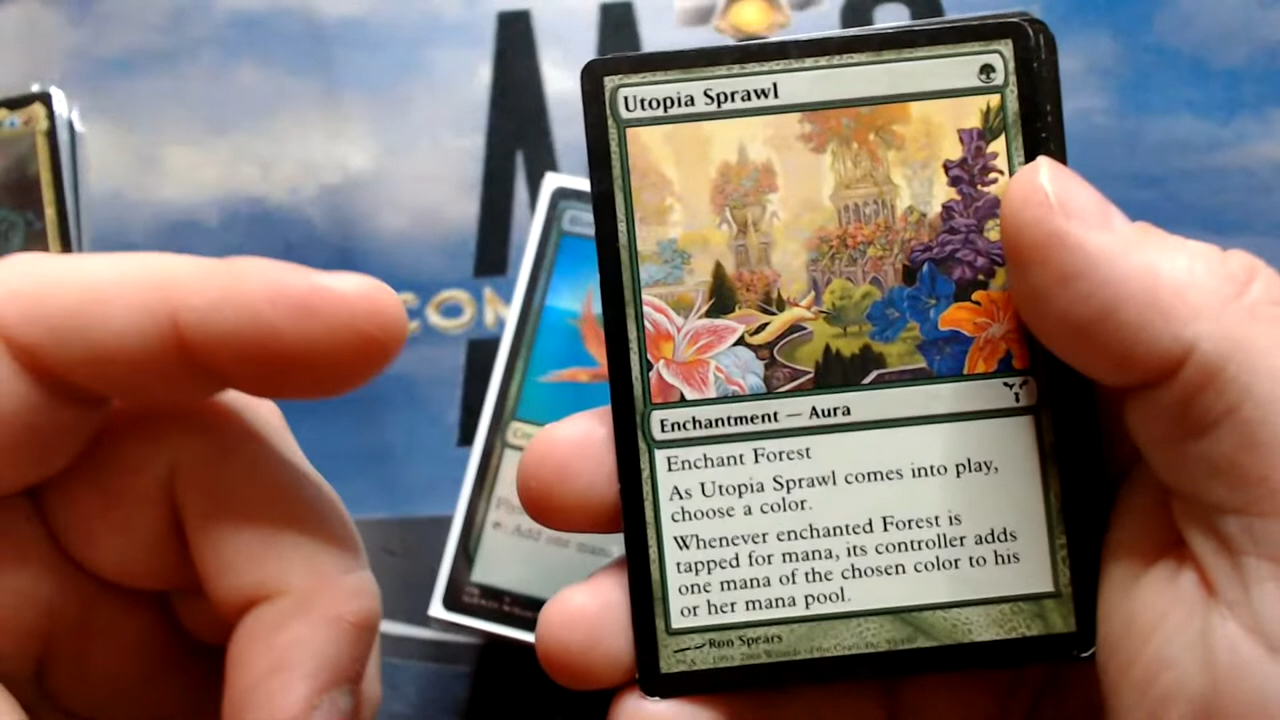 Utopia Sprawl
Enchantment — Aura
Enchant Forest
As Utopia Sprawl comes into play,
choose a color.
Whenever enchanted Forest is
tapped for mana, its controller adds
one mana of the chosen color to his
or her mana pool.
Ron Spears
COM
: Add one mana